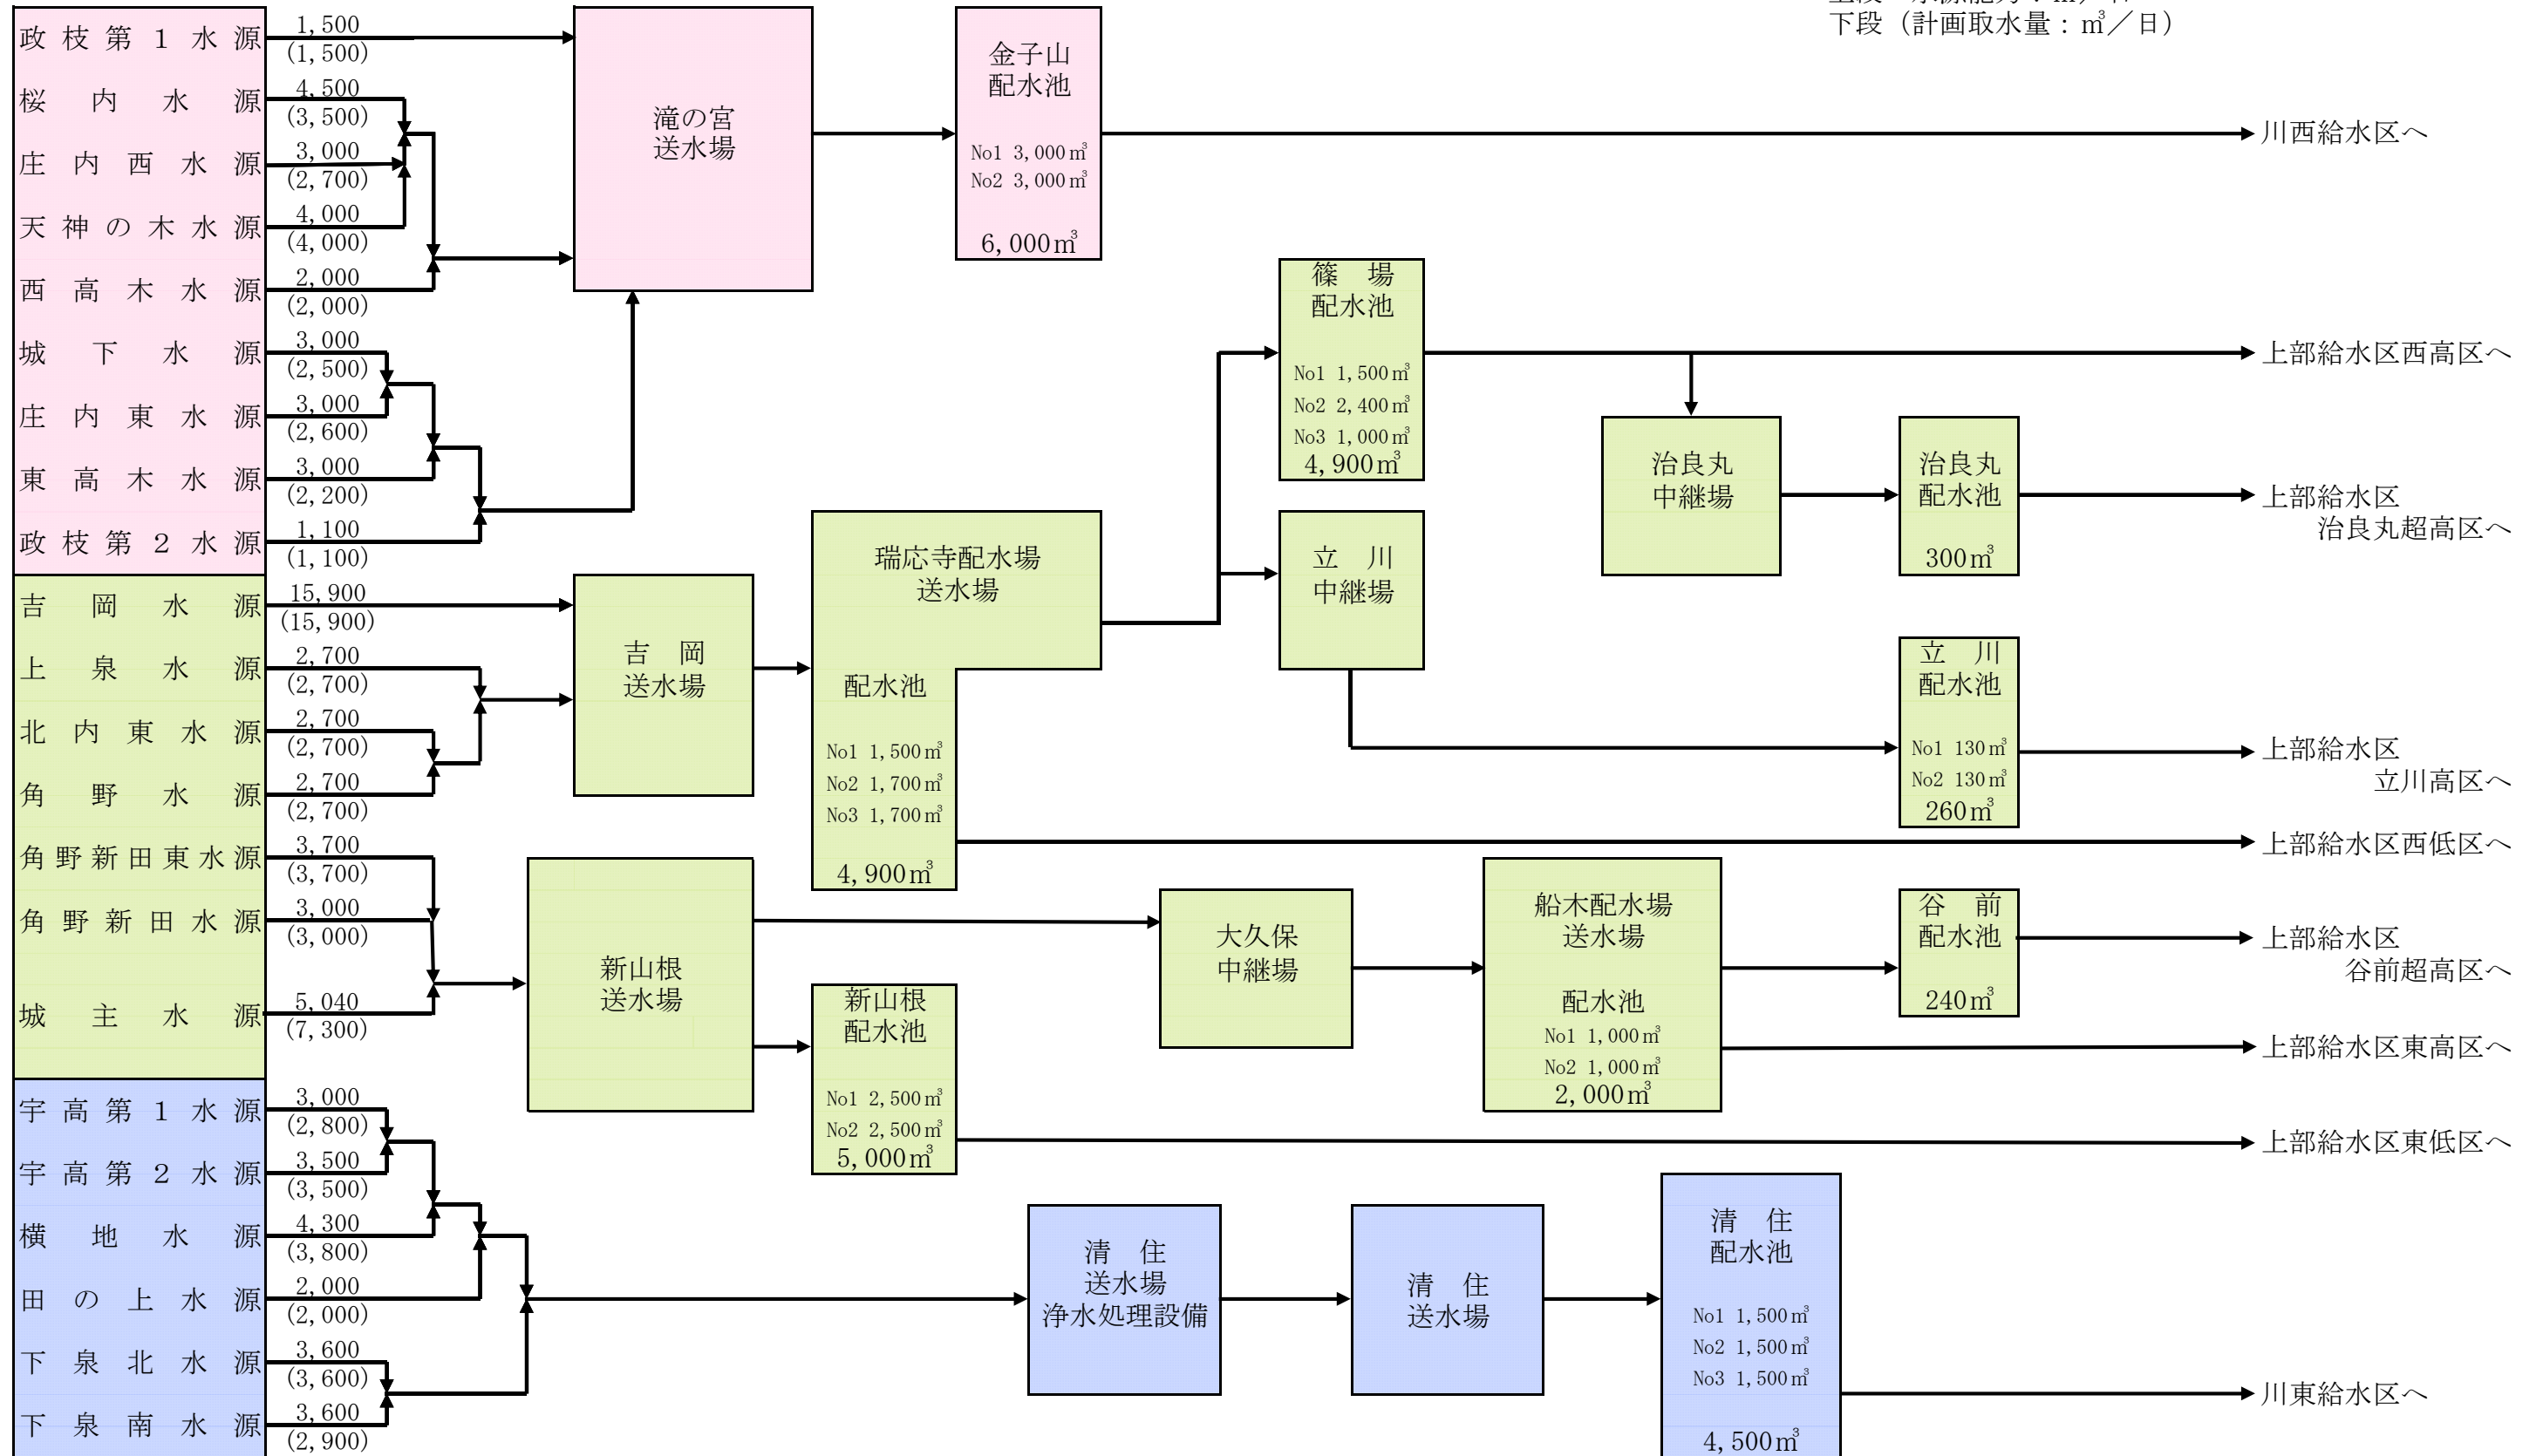 下段（計画取水量：㎥／日）
政枝第１水源
1,500
(1,500)
桜内水源
4,500
(3,500)
庄内西水源
3,000
(2,700)
天神の木水源
4,000
(4,000)
西高木水源
2,000
(2,000)
城下水源
3,000
(2,500)
庄内東水源
3,000
(2,600)
東高木水源
3,000
(2,200)
政枝第２水源
1,100
(1,100)
吉岡水源
15,900
(15,900)
上泉水源
2,700
(2,700)
北内東水源
2,700
(2,700)
角野水源
2,700
(2,700)
角野新田東水源
3,700
(3,700)
角野新田水源
3,000
(3,000)
城主水源
5,040
(7,300)
宇高第１水源
3,000
(2,800)
宇高第２水源
3,500
(3,500)
横地水源
4,300
(3,800)
田の上水源
2,000
(2,000)
下泉北水源
3,600
(3,600)
下泉南水源
3,600
(2,900)
滝の宮
送水場
金子山
配水池
No1 3,000㎥
No2 3,000㎥
6,000㎥
川西給水区へ
篠　場
配水池
No1 1,500㎥
No2 2,400㎥
No3 1,000㎥
4,900㎥
上部給水区西高区へ
治良丸
中継場
治良丸
配水池
300㎥
上部給水区
治良丸超高区へ
吉　岡
送水場
瑞応寺配水場
送水場
配水池
No1 1,500㎥
No2 1,700㎥
No3 1,700㎥
4,900㎥
立　川
中継場
立　川
配水池
No1 130㎥
No2 130㎥
260㎥
上部給水区
立川高区へ
上部給水区西低区へ
新山根
送水場
大久保
中継場
船木配水場
送水場
配水池
No1 1,000㎥
No2 1,000㎥
2,000㎥
谷　前
配水池
240㎥
上部給水区
谷前超高区へ
上部給水区東高区へ
新山根
配水池
No1 2,500㎥
No2 2,500㎥
5,000㎥
上部給水区東低区へ
清　住
送水場
浄水処理設備
清　住
送水場
清　住
配水池
No1 1,500㎥
No2 1,500㎥
No3 1,500㎥
4,500㎥
川東給水区へ